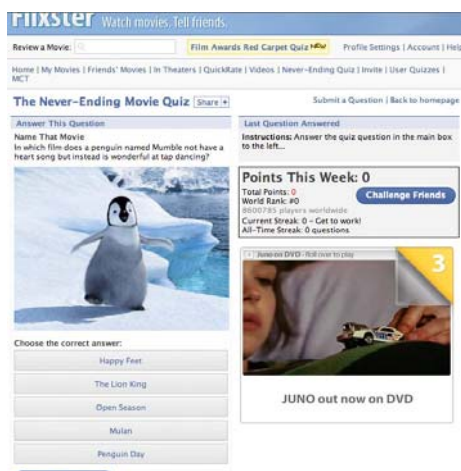 Flixster Watch movies. Tell friends.
Review a Movie:
Film Awards Red Carpet Quiz NEW
Profile Settings | Account | Help
Home | My Movies | Friends' Movies | In Theaters | QuickRate | Videos | Never-Ending Quiz | Invite | User Quizzes |
MCT
The Never-Ending Movie Quiz Share +
Submit a Question | Back to homepage
Answer This Question
Name That Movie
In which film does a penguin named Mumble not have a
heart song but instead is wonderful at tap dancing?
Choose the correct answer:
Happy Feet
The Lion King
Open Season
Mulan
Penguin Day
Last Question Answered
Instructions: Answer the quiz question in the main box
to the left...
Points This Week: 0
Total Points: 0
World Rank: #0
8600785 players worldwide
Current Streak: 0 - Get to work!
All-Time Streak: 0 questions
Challenge Friends
Juno on DVD - Roll over to play
3
JUNO out now on DVD